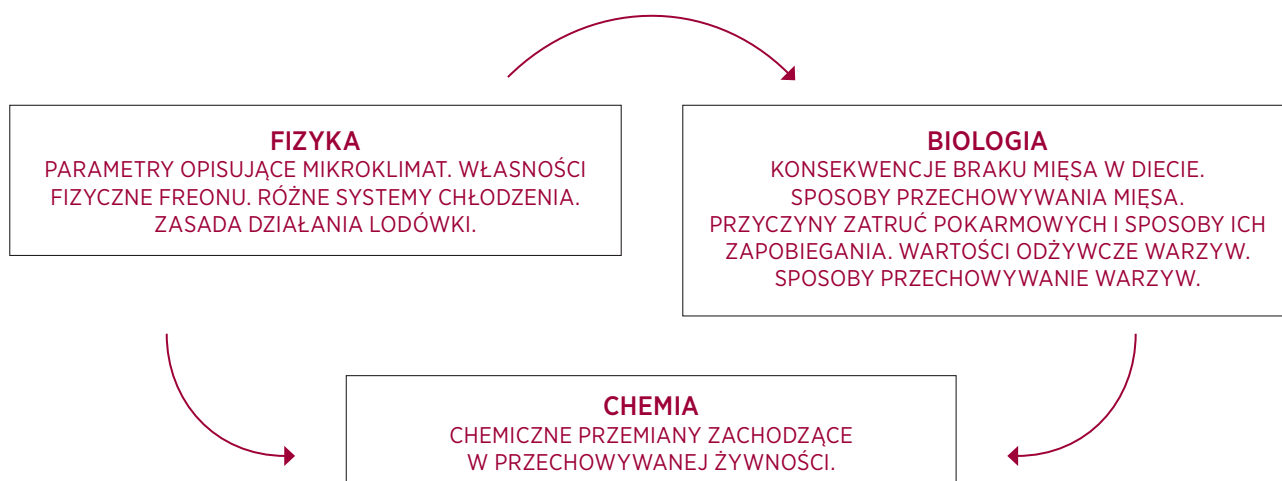 FIZYKA
PARAMETRY OPISUJĄCE MIKROKLIMAT. WŁASNOŚCI
FIZYCZNE FREONU. RÓŻNE SYSTEMY CHŁODZENIA.
ZASADA DZIAŁANIA LODÓWKI.
BIOLOGIA
KONSEKWENCJE BRAKU MIĘSA W DIECIE.
SPOSOBY PRZECHOWYWANIA MIĘSA.
PRZYCZYNY ZATRUĆ POKARMOWYCH I SPOSOBY ICH
ZAPOBIEGANIA. WARTOŚCI ODŻYWCZE WARZYW.
SPOSOBY PRZECHOWYWANIE WARZYW.
CHEMIA
CHEMICZNE PRZEMIANY ZACHODZĄCE
W PRZECHOWYWANEJ ŻYWNOŚCI.